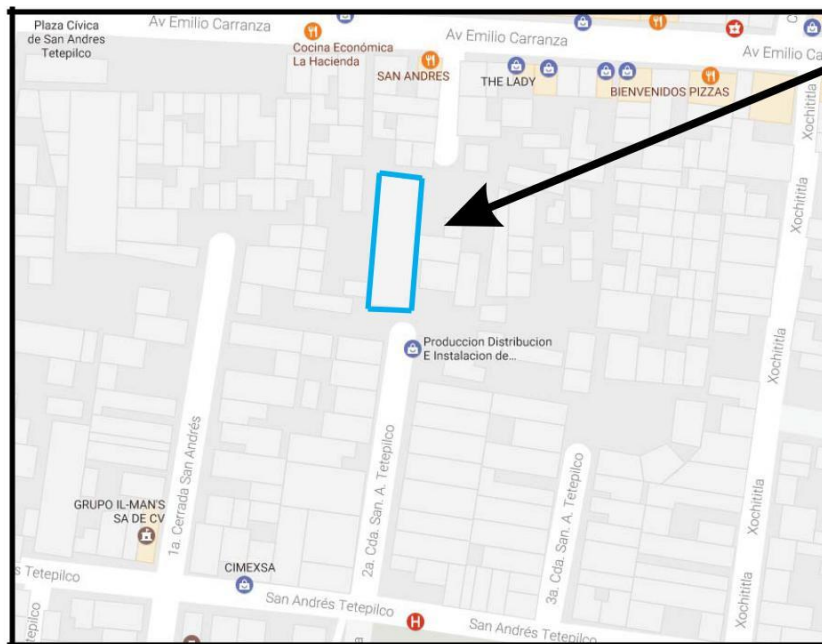 Plaza Cívica
de San Andres
Tetepilco
Av Emilio Carranza
Cocina Económica
La Hacienda
Av Emilio Carranza
Av Emilio Ca
SAN ANDRES
THE LADY
BIENVENIDOS PIZZAS
Xochititla
Xochititla
Produccion Distribucion
E Instalacion de...
Xochititla
1a. Cerrada San Andrés
2a. Cda. San. A. Tetepilco
3a. Cda. San. A. Tetepilco
Xochititla
GRUPO IL-MAN'S
SA DE CV
CIMEXSA
s Tetepilco
San Andrés Tetepilco
H
San Andrés Tetepilco
Xochititla
tepilco